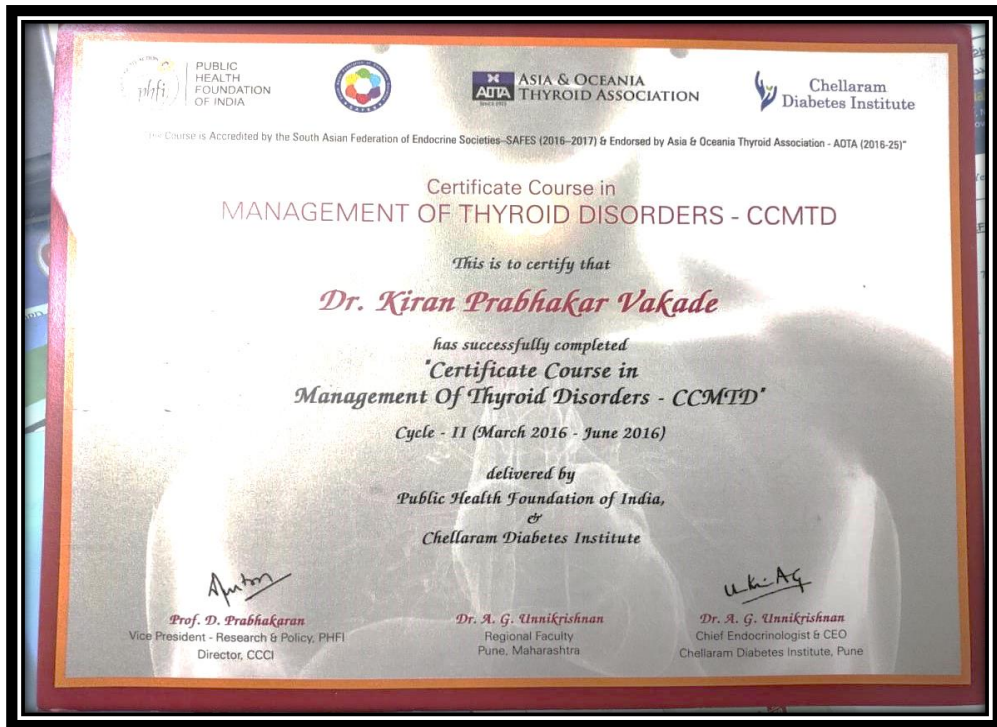 phfi
PUBLIC
HEALTH
FOUNDATION
OF INDIA
AOTA
ASIA & OCEANIA
THYROID ASSOCIATION
Chellaram
Diabetes Institute
Course is Accredited by the South Asian Federation of Endocrine Societies-SAFES (2016-2017) & Endorsed by Asia & Oceania Thyroid Association - AOTA (2016-25)"
Certificate Course in
MANAGEMENT OF THYROID DISORDERS - CCMTD
This is to certify that
Dr. Kiran Prabhakar Vakade
has successfully completed
"Certificate Course in
Management Of Thyroid Disorders - CCMTD"
Cycle - II (March 2016 - June 2016)
delivered by
Public Health Foundation of India,
&
Chellaram Diabetes Institute
Prof. D. Prabhakaran
Vice President - Research & Policy, PHFI
Director, CCCI
Dr. A. G. Unnikrishnan
Regional Faculty
Pune, Maharashtra
Dr. A. G. Unnikrishnan
Chief Endocrinologist & CEO
Chellaram Diabetes Institute, Pune